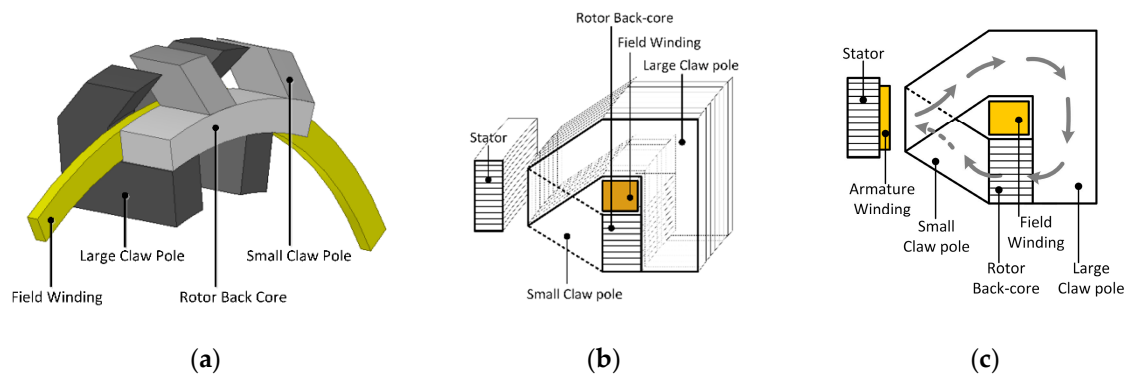 Large Claw Pole
Small Claw Pole
Field Winding
Rotor Back Core
(a)
Rotor Back-core
Field Winding
Large Claw pole
Stator
Small Claw pole
(b)
Stator
Armature
Winding
Small
Claw pole
Field
Winding
Rotor
Back-core
Large
Claw pole
(c)